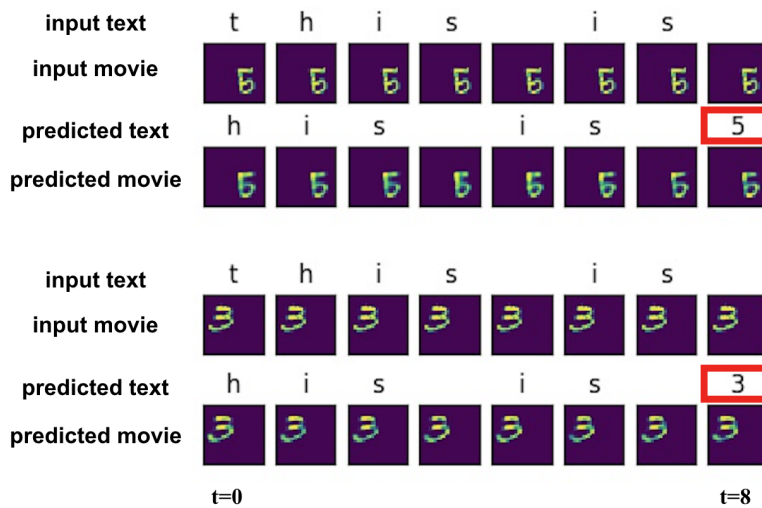 input text t h i s i s
input movie
predicted text h i s i s 5
predicted movie
input text t h i s i s
input movie
predicted text h i s i s 3
predicted movie
t=0 t=8